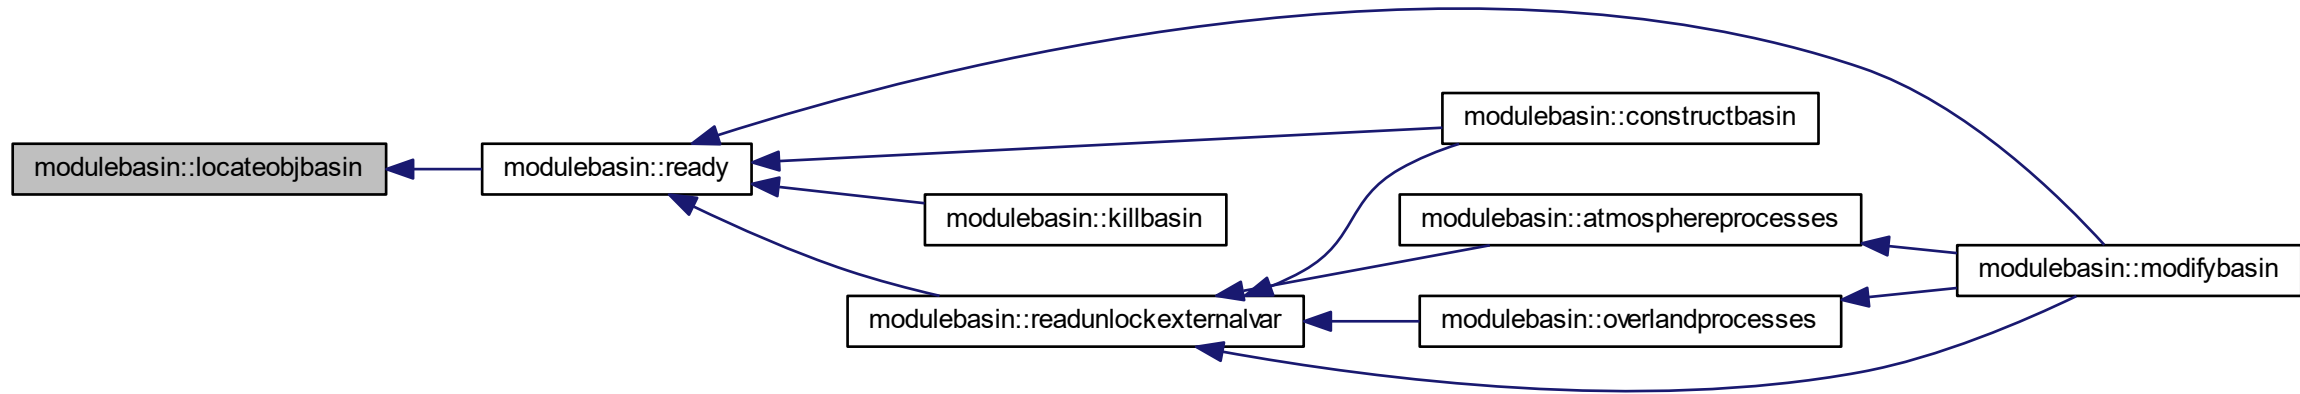 modulebasin::locateobjbasin
modulebasin::ready
modulebasin::constructbasin
modulebasin::killbasin
modulebasin::atmosphereprocesses
modulebasin::modifybasin
modulebasin::readunlockexternalvar
modulebasin::overlandprocesses